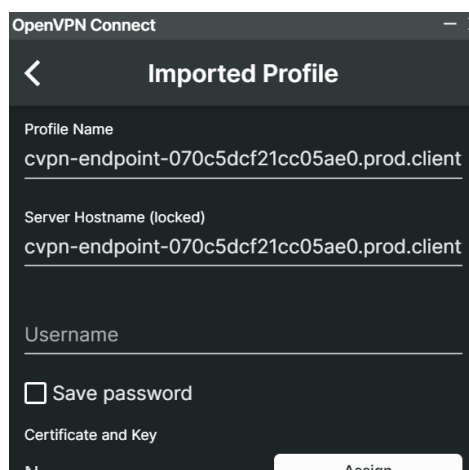 OpenVPN Connect
Imported Profile
Profile Name
cvpn-endpoint-070c5dcf21cc05ae0.prod.client
Server Hostname (locked)
cvpn-endpoint-070c5dcf21cc05ae0.prod.client
Username
Save password
Certificate and Key
Assign